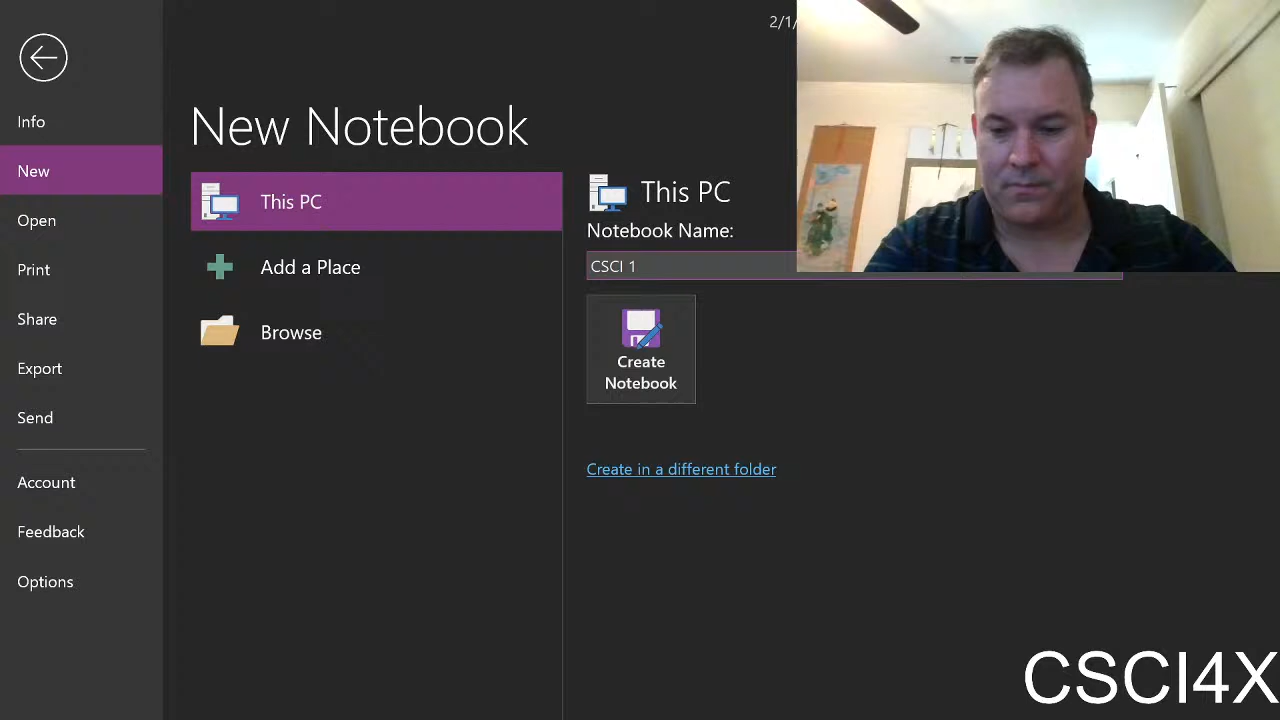 2/1/
Info
New
Open
Print
Share
Export
Send
Account
Feedback
Options
New Notebook
This PC
Add a Place
Browse
This PC
Notebook Name:
CSCI 1
Create
Notebook
Create in a different folder
CSCI4X